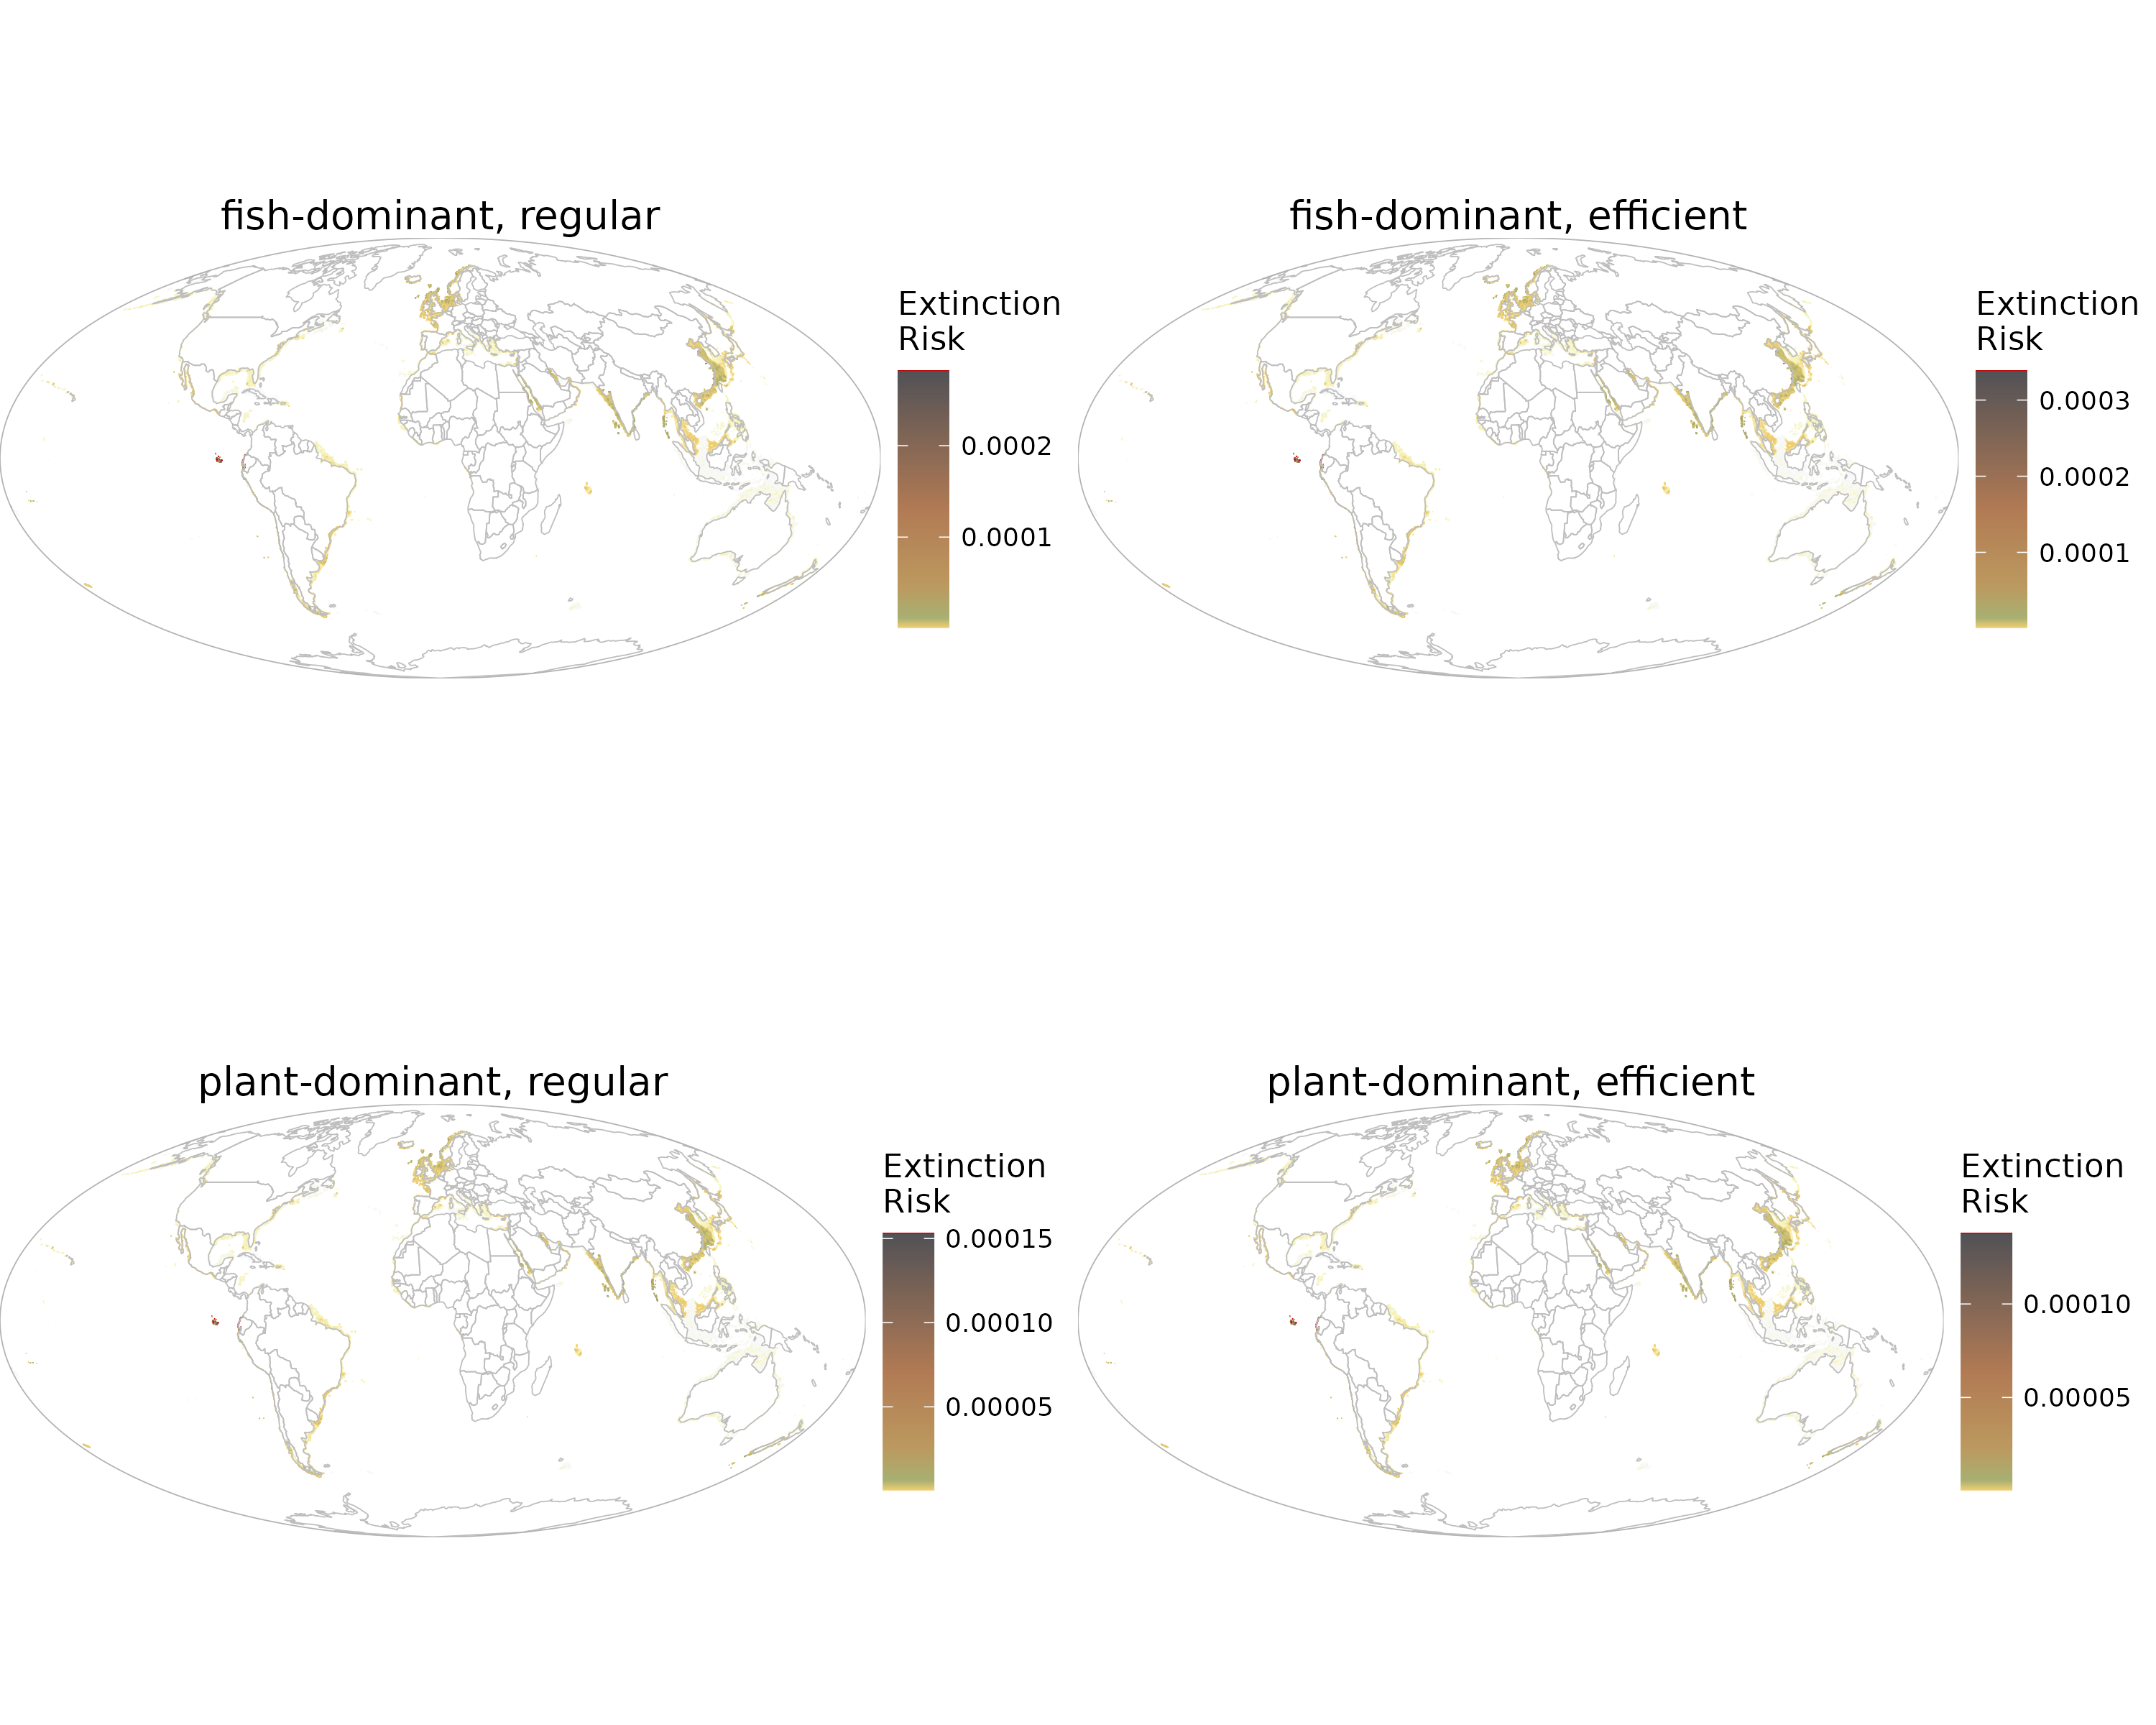 fish-dominant, regular
Extinction
Risk
0.0002
0.0001
fish-dominant, efficient
Extinction
Risk
0.0003
0.0002
0.0001
plant-dominant, regular
Extinction
Risk
0.00015
0.00010
0.00005
plant-dominant, efficient
Extinction
Risk
0.00010
0.00005